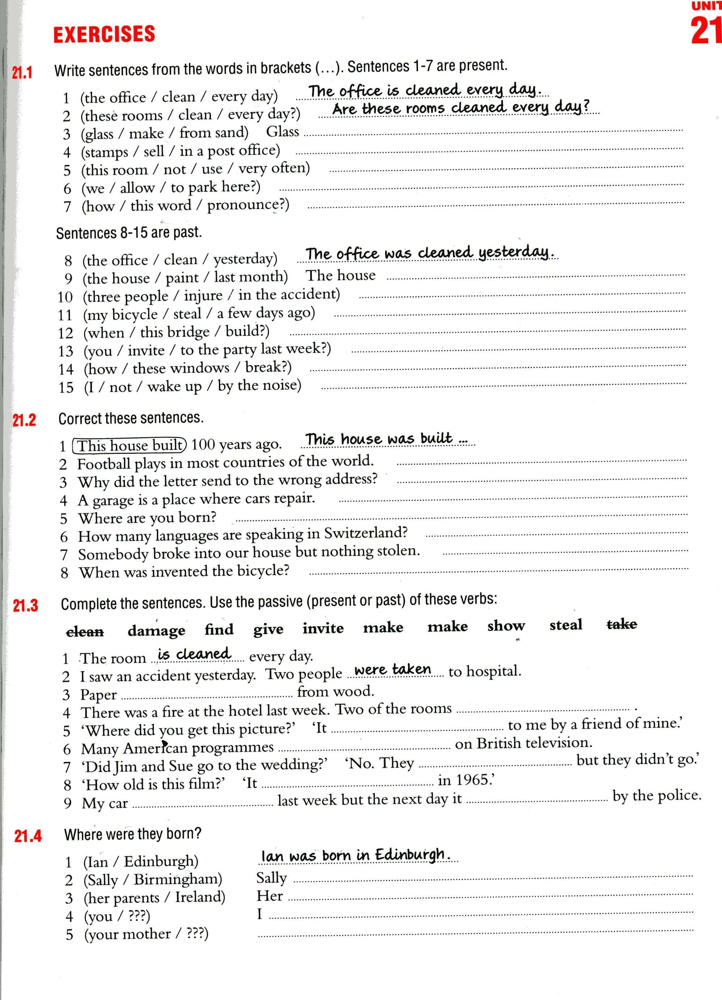 UNIT
21
EXERCISES
21.1 Write sentences from the words in brackets (...). Sentences 1-7 are present.
1 (the office / clean / every day) The office is cleaned every day.
2 (these rooms / clean / every day?) Are these rooms cleaned every day?
3 (glass / make / from sand) Glass
4 (stamps / sell / in a post office)
5 (this room / not / use / very often)
6 (we / allow / to park here?)
7 (how / this word / pronounce?)
Sentences 8-15 are past.
8 (the office / clean / yesterday) The office was cleaned yesterday.
9 (the house / paint / last month) The house
10 (three people / injure / in the accident)
11 (my bicycle / steal / a few days ago)
12 (when / this bridge / build?)
13 (you / invite / to the party last week?)
14 (how / these windows / break?)
15 (I / not / wake up / by the noise)
21.2 Correct these sentences.
1 This house built 100 years ago. This house was built ...
2 Football plays in most countries of the world.
3 Why did the letter send to the wrong address?
4 A garage is a place where cars repair.
5 Where are you born?
6 How many languages are speaking in Switzerland?
7 Somebody broke into our house but nothing stolen.
8 When was invented the bicycle?
21.3 Complete the sentences. Use the passive (present or past) of these verbs:
clean damage find give invite make make show steal take
1 The room is cleaned every day.
2 I saw an accident yesterday. Two people were taken to hospital.
3 Paper from wood.
4 There was a fire at the hotel last week. Two of the rooms .
5 ‘Where did you get this picture?’ ‘It to me by a friend of mine.’
6 Many American programmes on British television.
7 ‘Did Jim and Sue go to the wedding?’ ‘No. They but they didn’t go.’
8 ‘How old is this film?’ ‘It in 1965.’
9 My car last week but the next day it by the police.
21.4 Where were they born?
1 (Ian / Edinburgh) Ian was born in Edinburgh.
2 (Sally / Birmingham) Sally
3 (her parents / Ireland) Her
4 (you / ???) I
5 (your mother / ???)